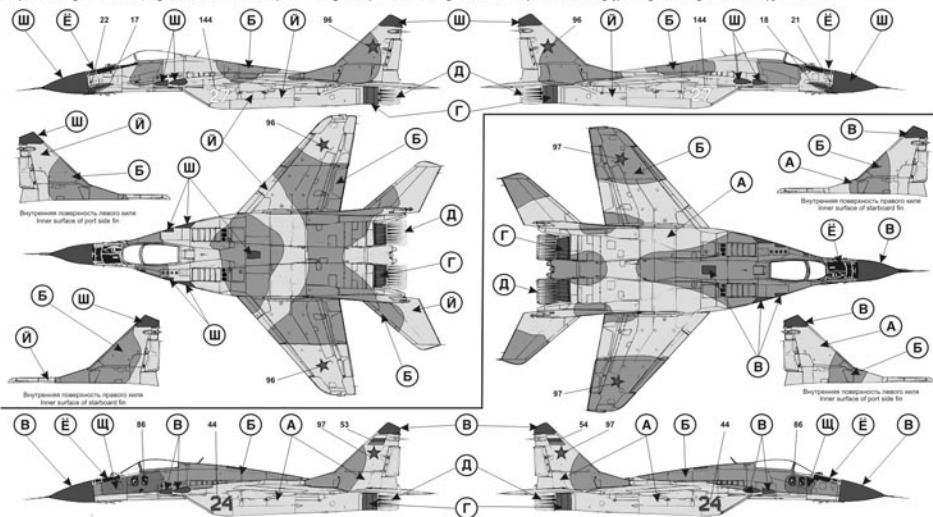 Ш Ё 22 17 Ш 144 Б Й 96 Ш 96 Й Б 144 Ш 18 21 Ё Ш
27 Д 27
Г
Ш Й Б Й 96 Б 97 Б А В Б А
Внутренняя поверхность левого киля
Inner surface of port side fin
Внутренняя поверхность правого киля
Inner surface of starboard fin
Ш Д Г Ё В
Г Д
Б Ш Й Ш Й Б 96 97 В В А Б
Внутренняя поверхность правого киля
Inner surface of starboard fin
Внутренняя поверхность левого киля
Inner surface of port side fin
В Ё Щ 86 В 44 Б А 97 53 В 54 97 А Б 44 В 86 Щ Ё В
24 Д 24
Г